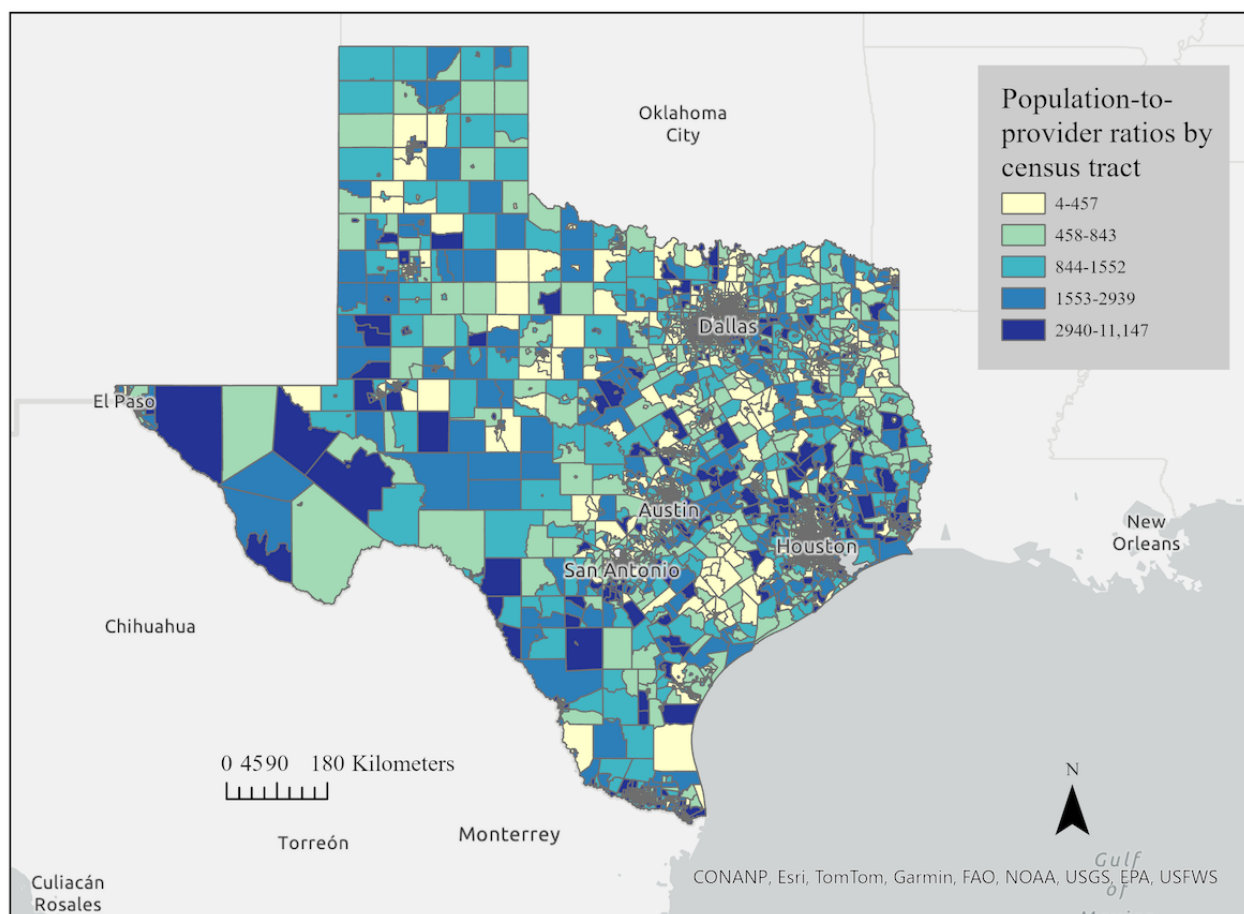 Population-to-
provider ratios by
census tract
4-457
458-843
844-1552
1553-2939
2940-11,147
Oklahoma
City
Dallas
El Paso
Austin
Houston
San Antonio
New
Orleans
Chihuahua
0 4590 180 Kilometers
N
Torreón
Monterrey
Culiacán
Rosales
Gulf
of
CONANP, Esri, TomTom, Garmin, FAO, NOAA, USGS, EPA, USFWS